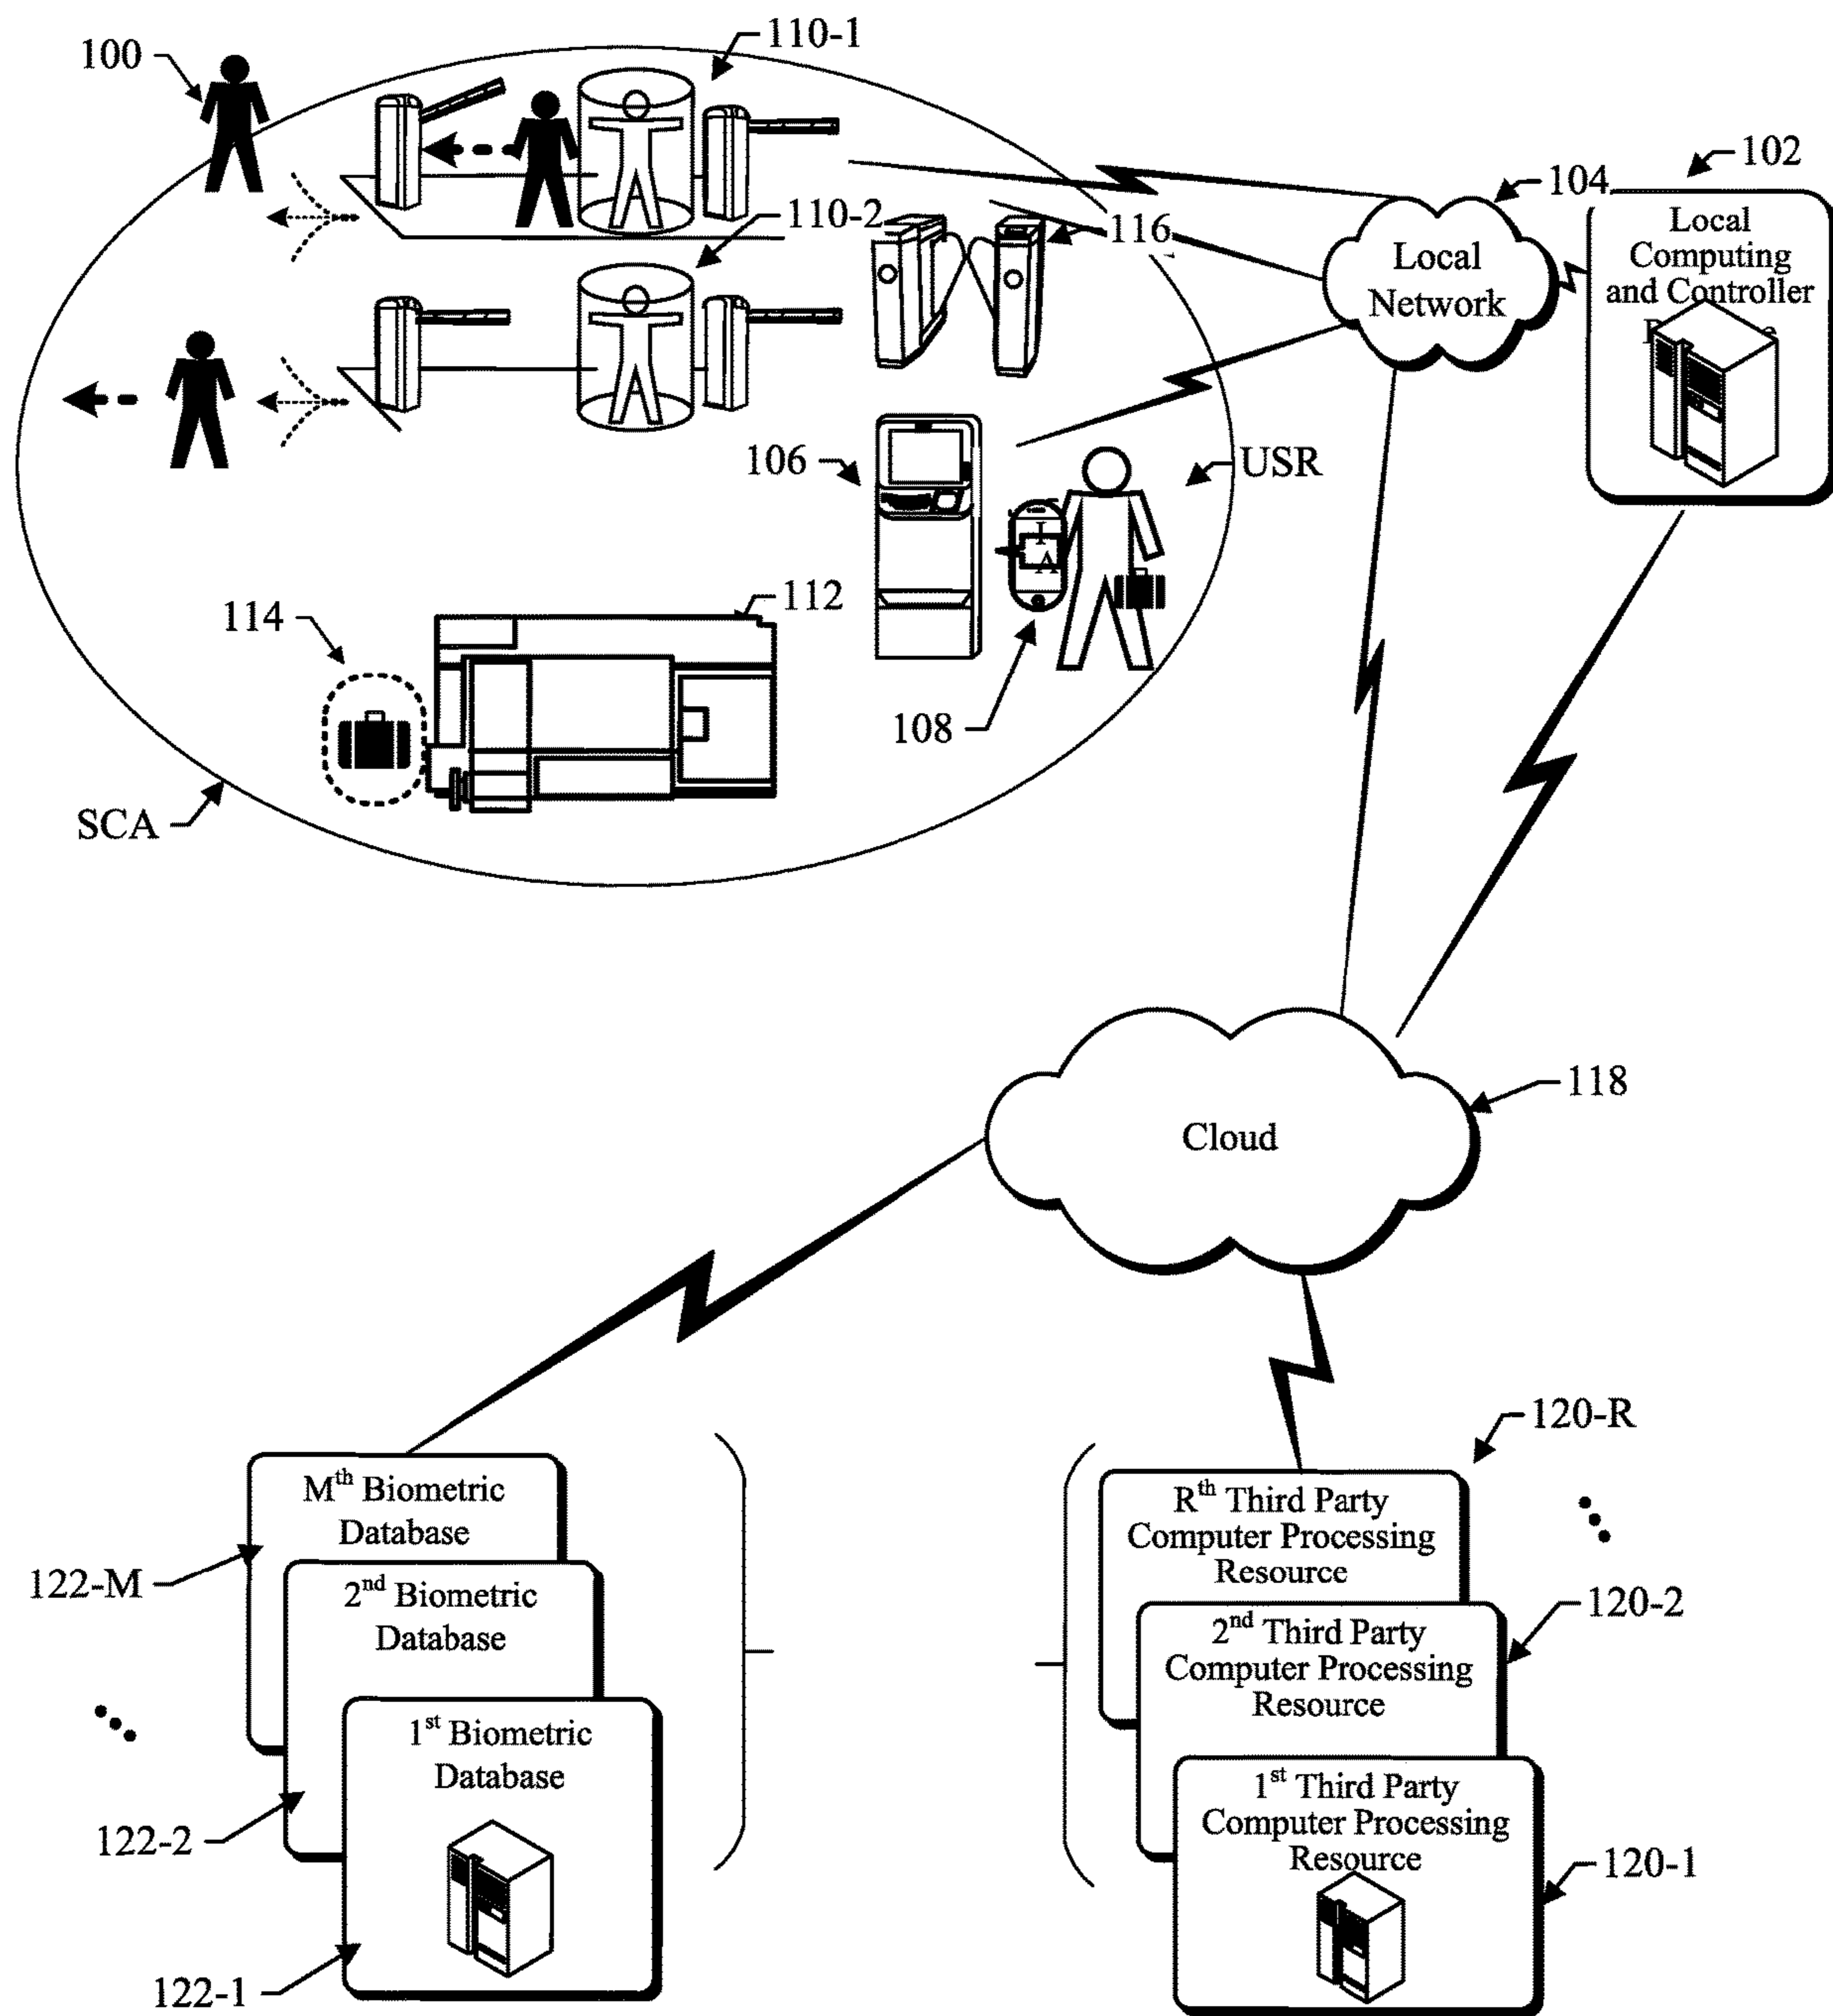 110-1
100
102
104
Local
Computing
and Controller
110-2
116
Local
Network
106
USR
I
A
112
114
108
SCA
118
Cloud
120-R
Mth Biometric
Database
Rth Third Party
Computer Processing
Resource
122-M
2nd Biometric
Database
120-2
2nd Third Party
Computer Processing
Resource
1st Biometric
Database
1st Third Party
Computer Processing
Resource
122-2
120-1
122-1